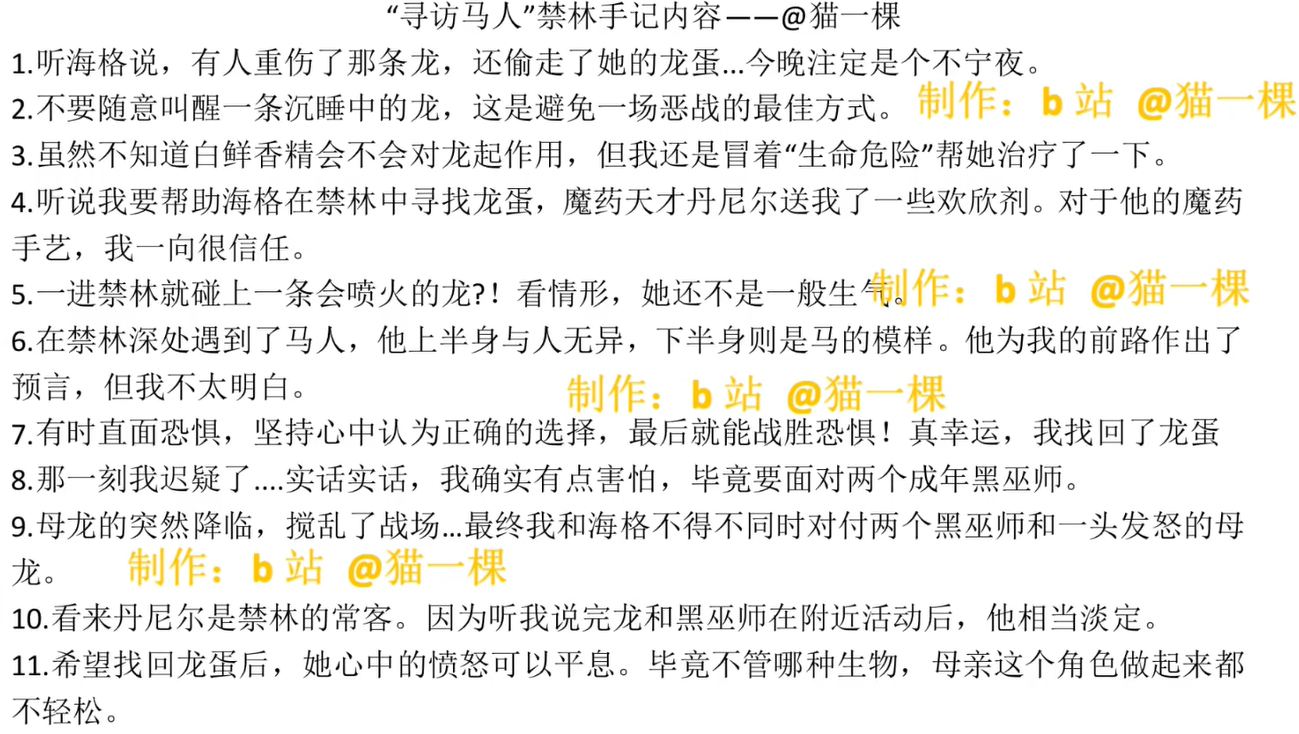 “寻访马人”禁林手记内容——@猫一棵
1.听海格说，有人重伤了那条龙，还偷走了她的龙蛋...今晚注定是个不宁夜。
2.不要随意叫醒一条沉睡中的龙，这是避免一场恶战的最佳方式。
制作：b站 @猫一棵
3.虽然不知道白鲜香精会不会对龙起作用，但我还是冒着“生命危险”帮她治疗了一下。
4.听说我要帮助海格在禁林中寻找龙蛋，魔药天才丹尼尔送我了一些欢欣剂。对于他的魔药
手艺，我一向很信任。
5.一进禁林就碰上一条会喷火的龙?！看情形，她还不是一般生气。
制作：b站 @猫一棵
6.在禁林深处遇到了马人，他上半身与人无异，下半身则是马的模样。他为我的前路作出了
预言，但我不太明白。
制作：b站 @猫一棵
7.有时直面恐惧，坚持心中认为正确的选择，最后就能战胜恐惧！真幸运，我找回了龙蛋
8.那一刻我迟疑了....实话实话，我确实有点害怕，毕竟要面对两个成年黑巫师。
9.母龙的突然降临，搅乱了战场...最终我和海格不得不同时对付两个黑巫师和一头发怒的母
龙。
制作：b站 @猫一棵
10.看来丹尼尔是禁林的常客。因为听我说完龙和黑巫师在附近活动后，他相当淡定。
11.希望找回龙蛋后，她心中的愤怒可以平息。毕竟不管哪种生物，母亲这个角色做起来都
不轻松。